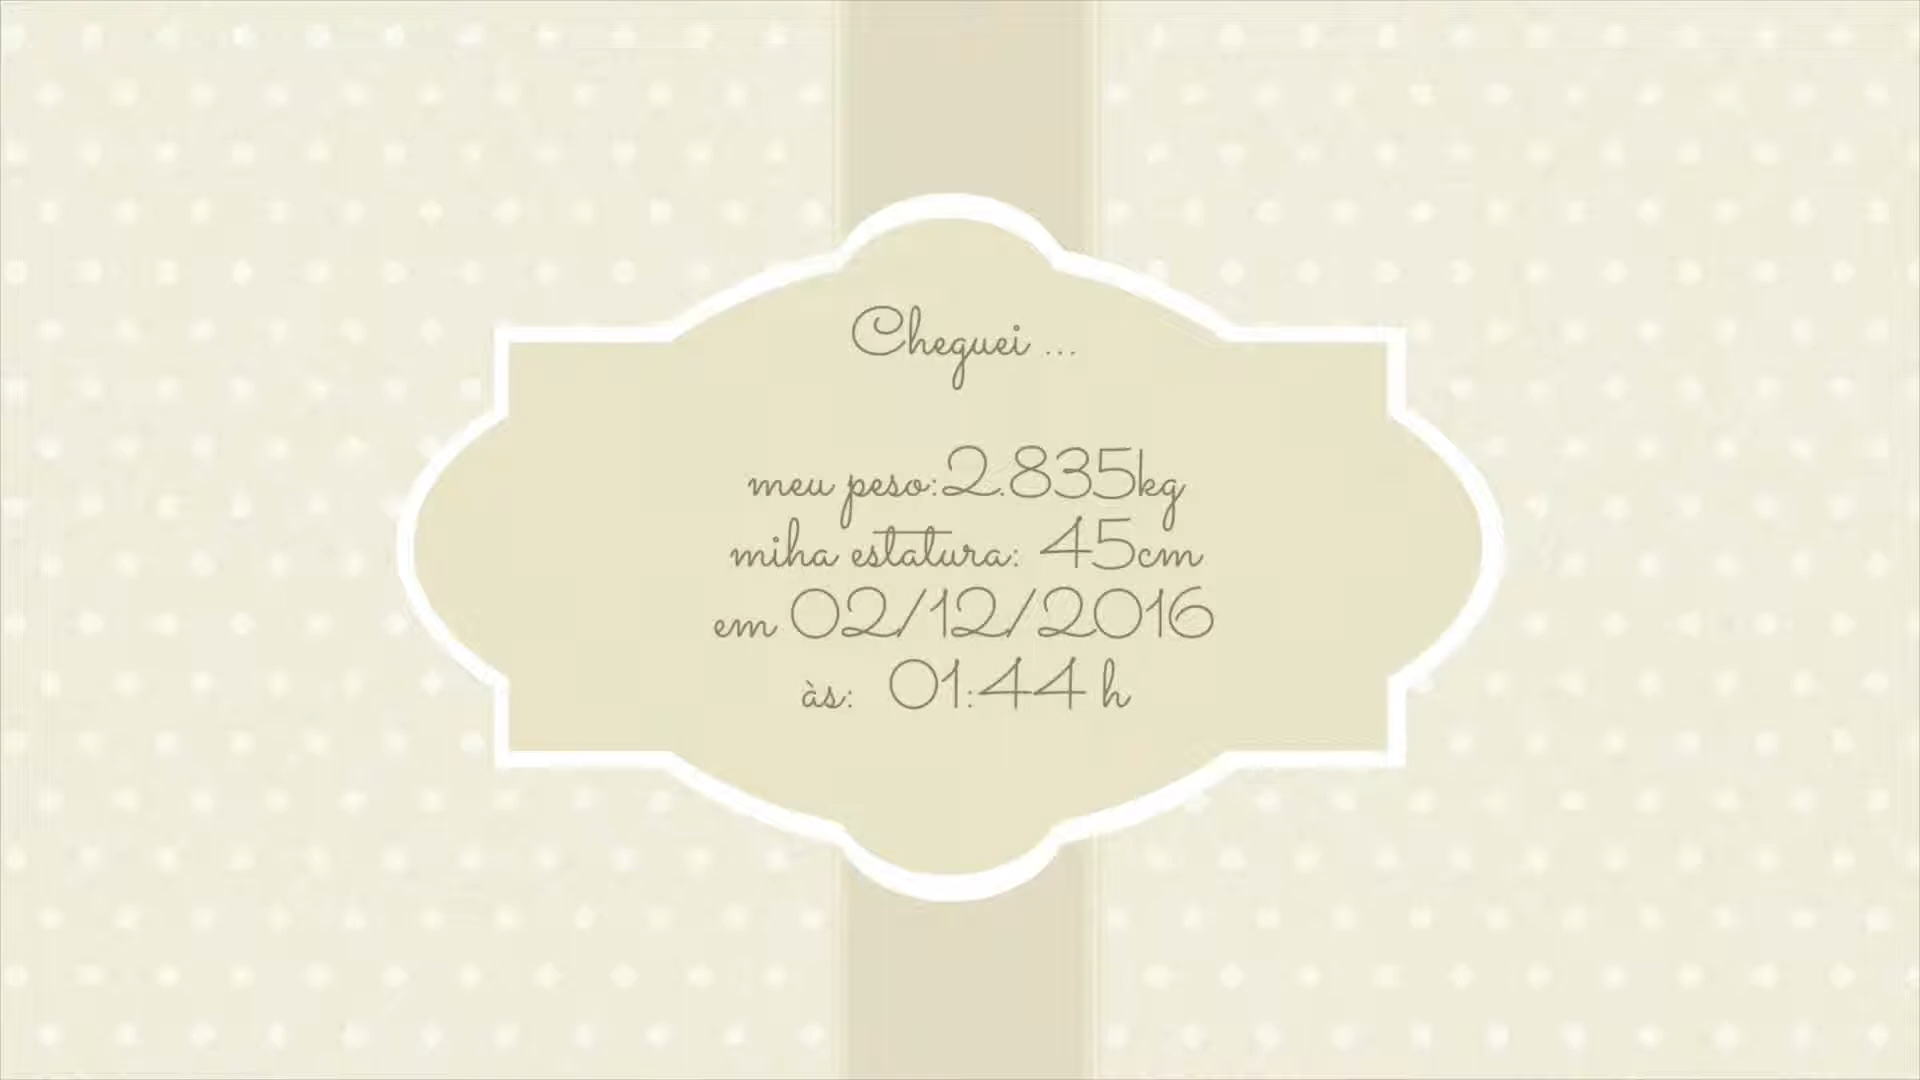 Cheguei ...
meu peso:2.835kg
miha estatura: 45cm
em 02/12/2016
às: 01:44 h